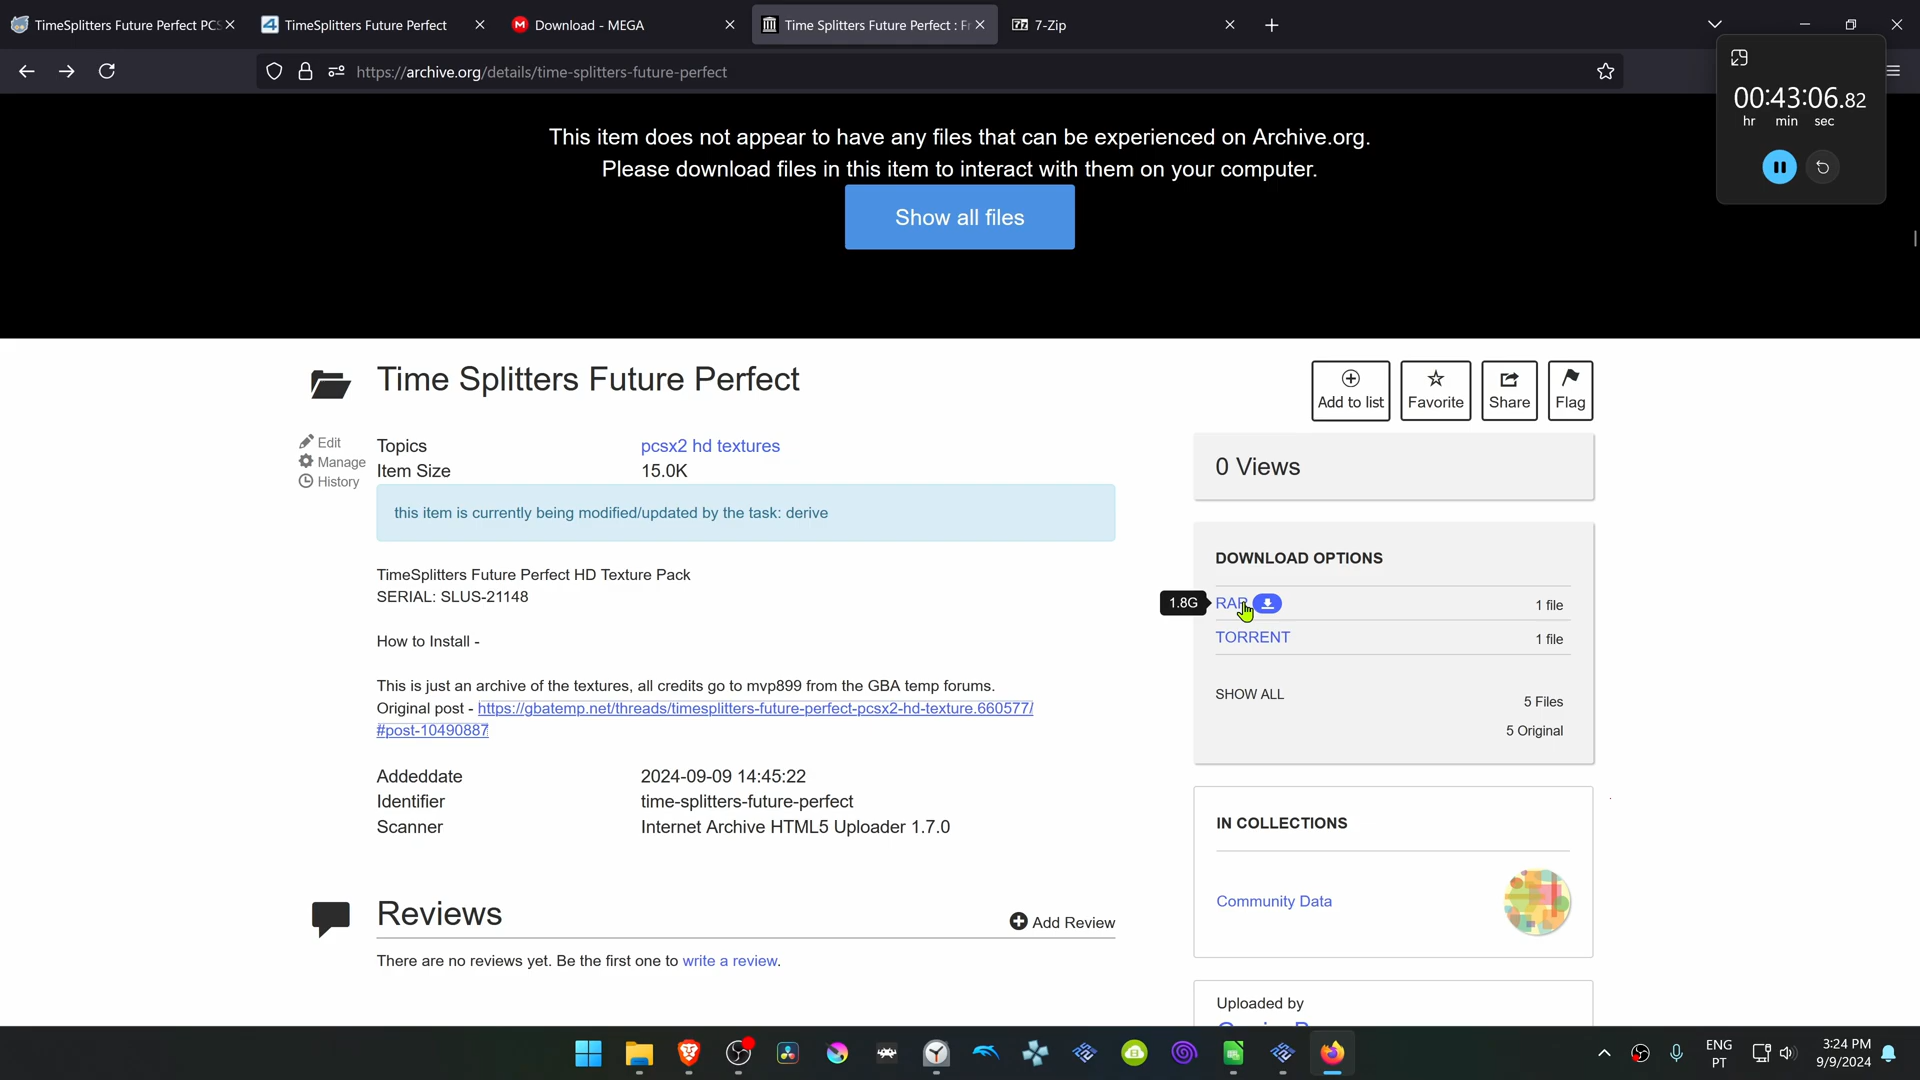 TimeSplitters Future Perfect PCS
TimeSplitters Future Perfect
Download - MEGA
Time Splitters Future Perfect : Fr
7z 7-Zip
https://archive.org/details/time-splitters-future-perfect
00:43:06.82
hr min sec
This item does not appear to have any files that can be experienced on Archive.org.
Please download files in this item to interact with them on your computer.
Show all files
Time Splitters Future Perfect
Add to list
Favorite
Share
Flag
Edit
Manage
History
Topics pcsx2 hd textures
Item Size 15.0K
this item is currently being modified/updated by the task: derive
TimeSplitters Future Perfect HD Texture Pack
SERIAL: SLUS-21148
How to Install -
This is just an archive of the textures, all credits go to mvp899 from the GBA temp forums.
Original post - https://gbatemp.net/threads/timesplitters-future-perfect-pcsx2-hd-texture.660577/
#post-10490887
Addeddate 2024-09-09 14:45:22
Identifier time-splitters-future-perfect
Scanner Internet Archive HTML5 Uploader 1.7.0
Reviews
Add Review
There are no reviews yet. Be the first one to write a review.
0 Views
DOWNLOAD OPTIONS
1.8G
RAR 1 file
TORRENT 1 file
SHOW ALL 5 Files
5 Original
IN COLLECTIONS
Community Data
Uploaded by
ENG
PT
3:24 PM
9/9/2024